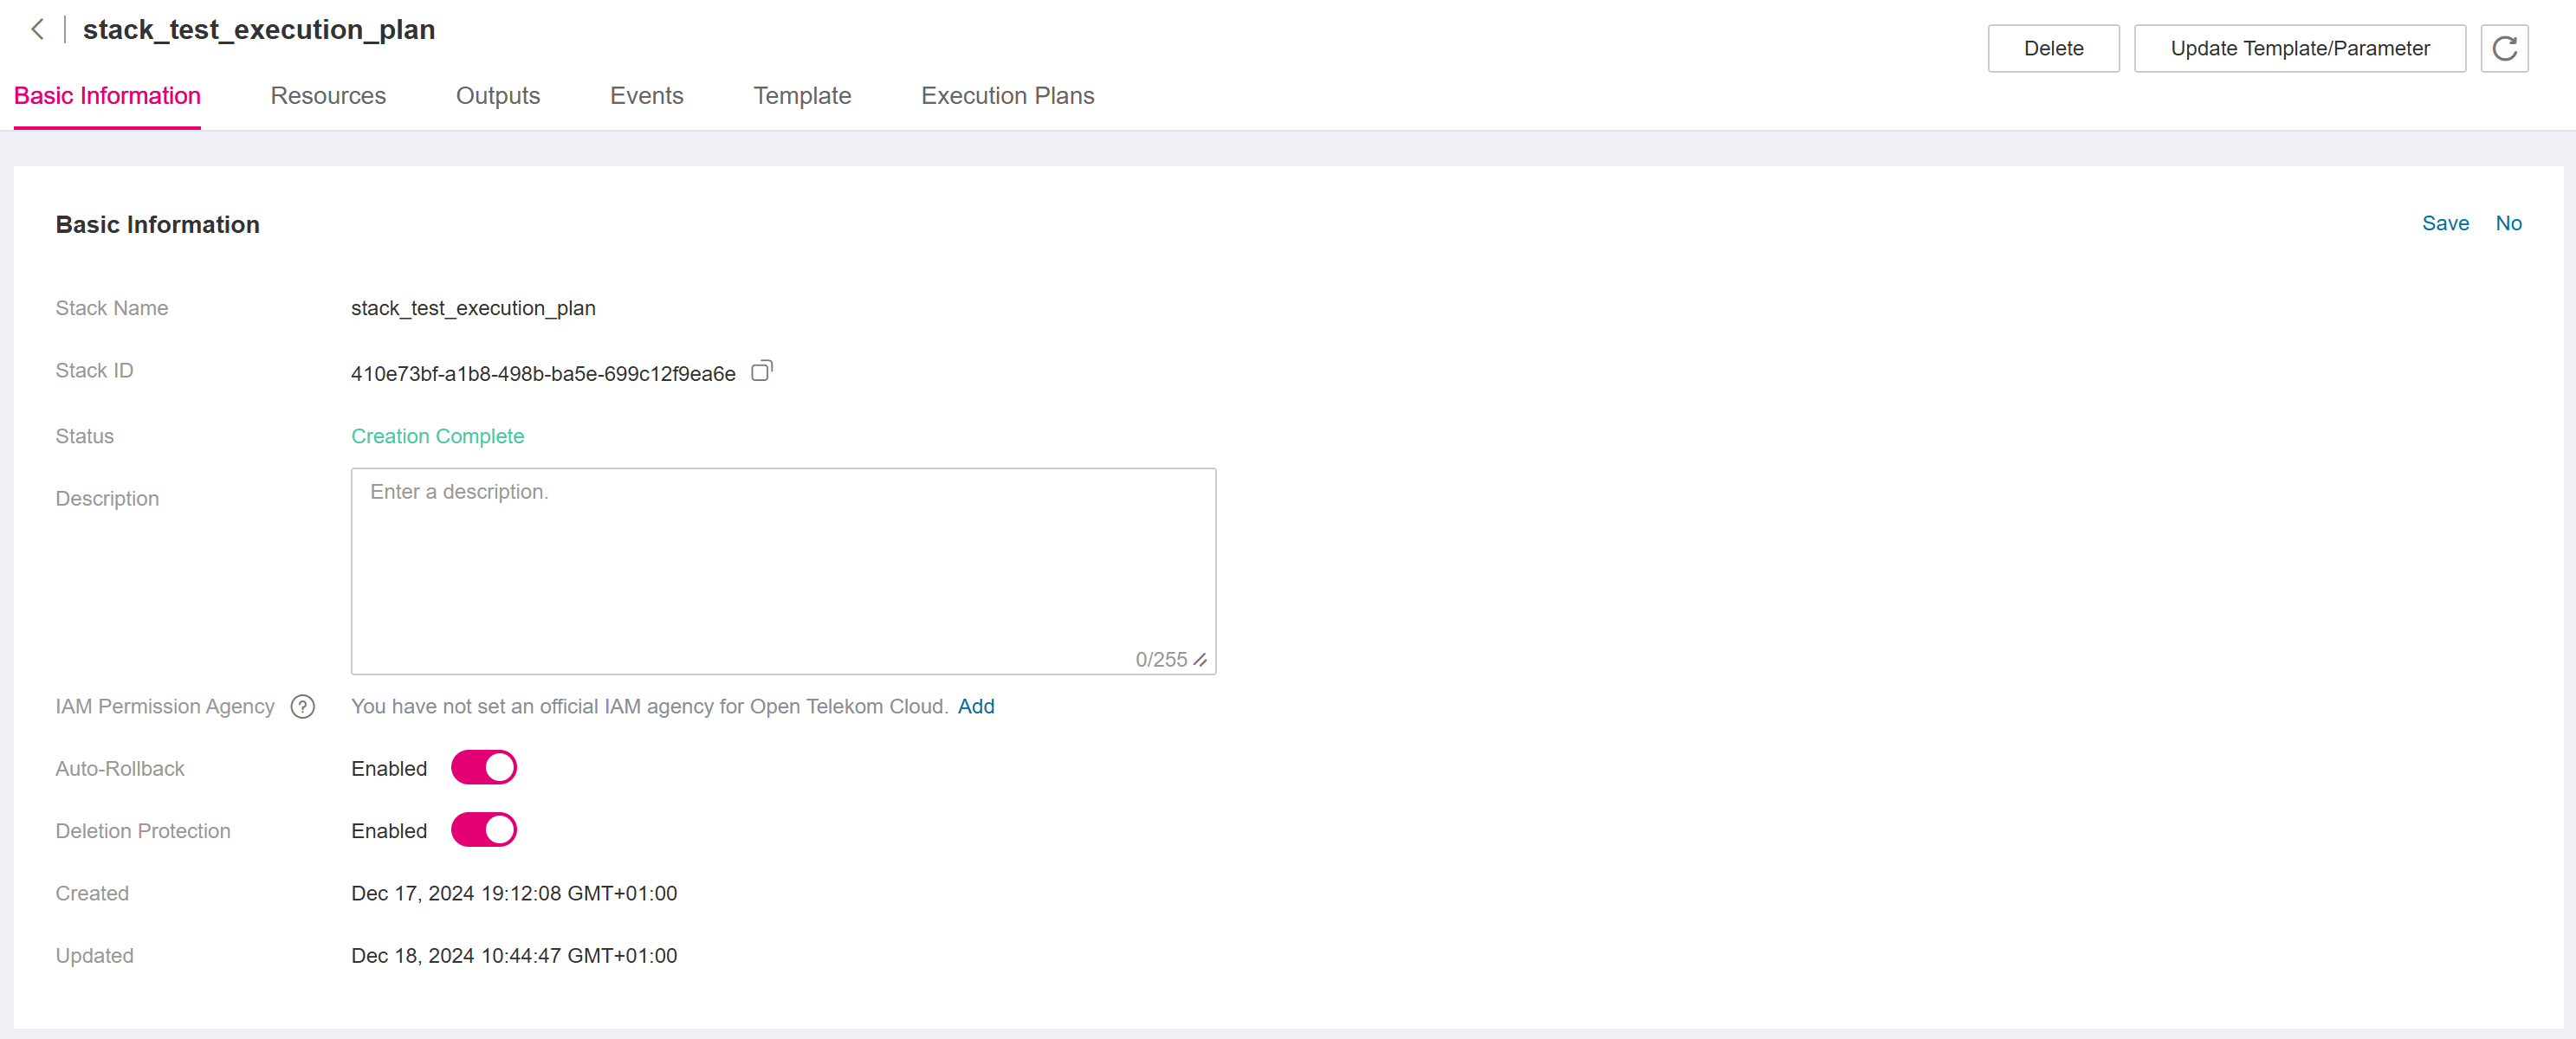 stack_test_execution_plan
Delete
Update Template/Parameter
Basic Information
Resources
Outputs
Events
Template
Execution Plans
Basic Information
Save
No
Stack Name
stack_test_execution_plan
Stack ID
410e73bf-a1b8-498b-ba5e-699c12f9ea6e
Status
Creation Complete
Description
Enter a description.
0/255
IAM Permission Agency ?
You have not set an official IAM agency for Open Telekom Cloud. Add
Auto-Rollback
Enabled
Deletion Protection
Enabled
Created
Dec 17, 2024 19:12:08 GMT+01:00
Updated
Dec 18, 2024 10:44:47 GMT+01:00